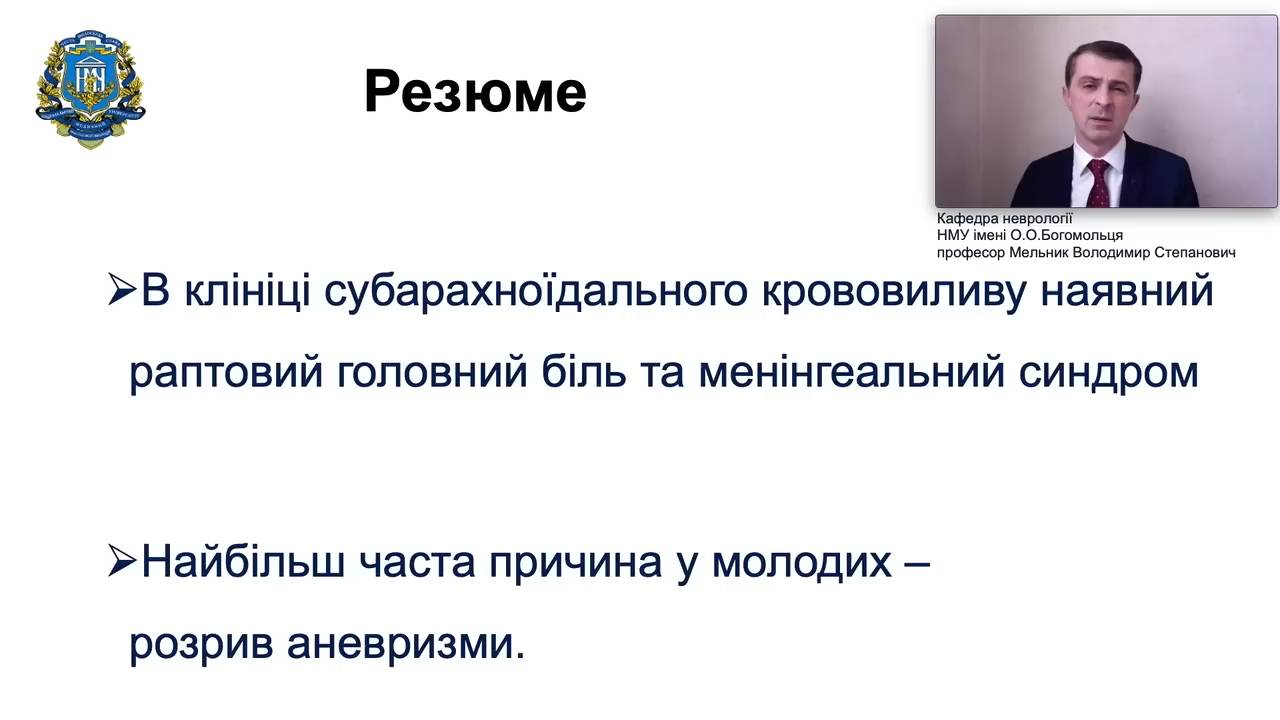 НМУ
Резюме
Кафедра неврології
НМУ імені О.О.Богомольця
професор Мельник Володимир Степанович
➢В клініці субарахноїдального крововиливу наявний
раптовий головний біль та менінгеальний синдром
➢Найбільш часта причина у молодих –
розрив аневризми.